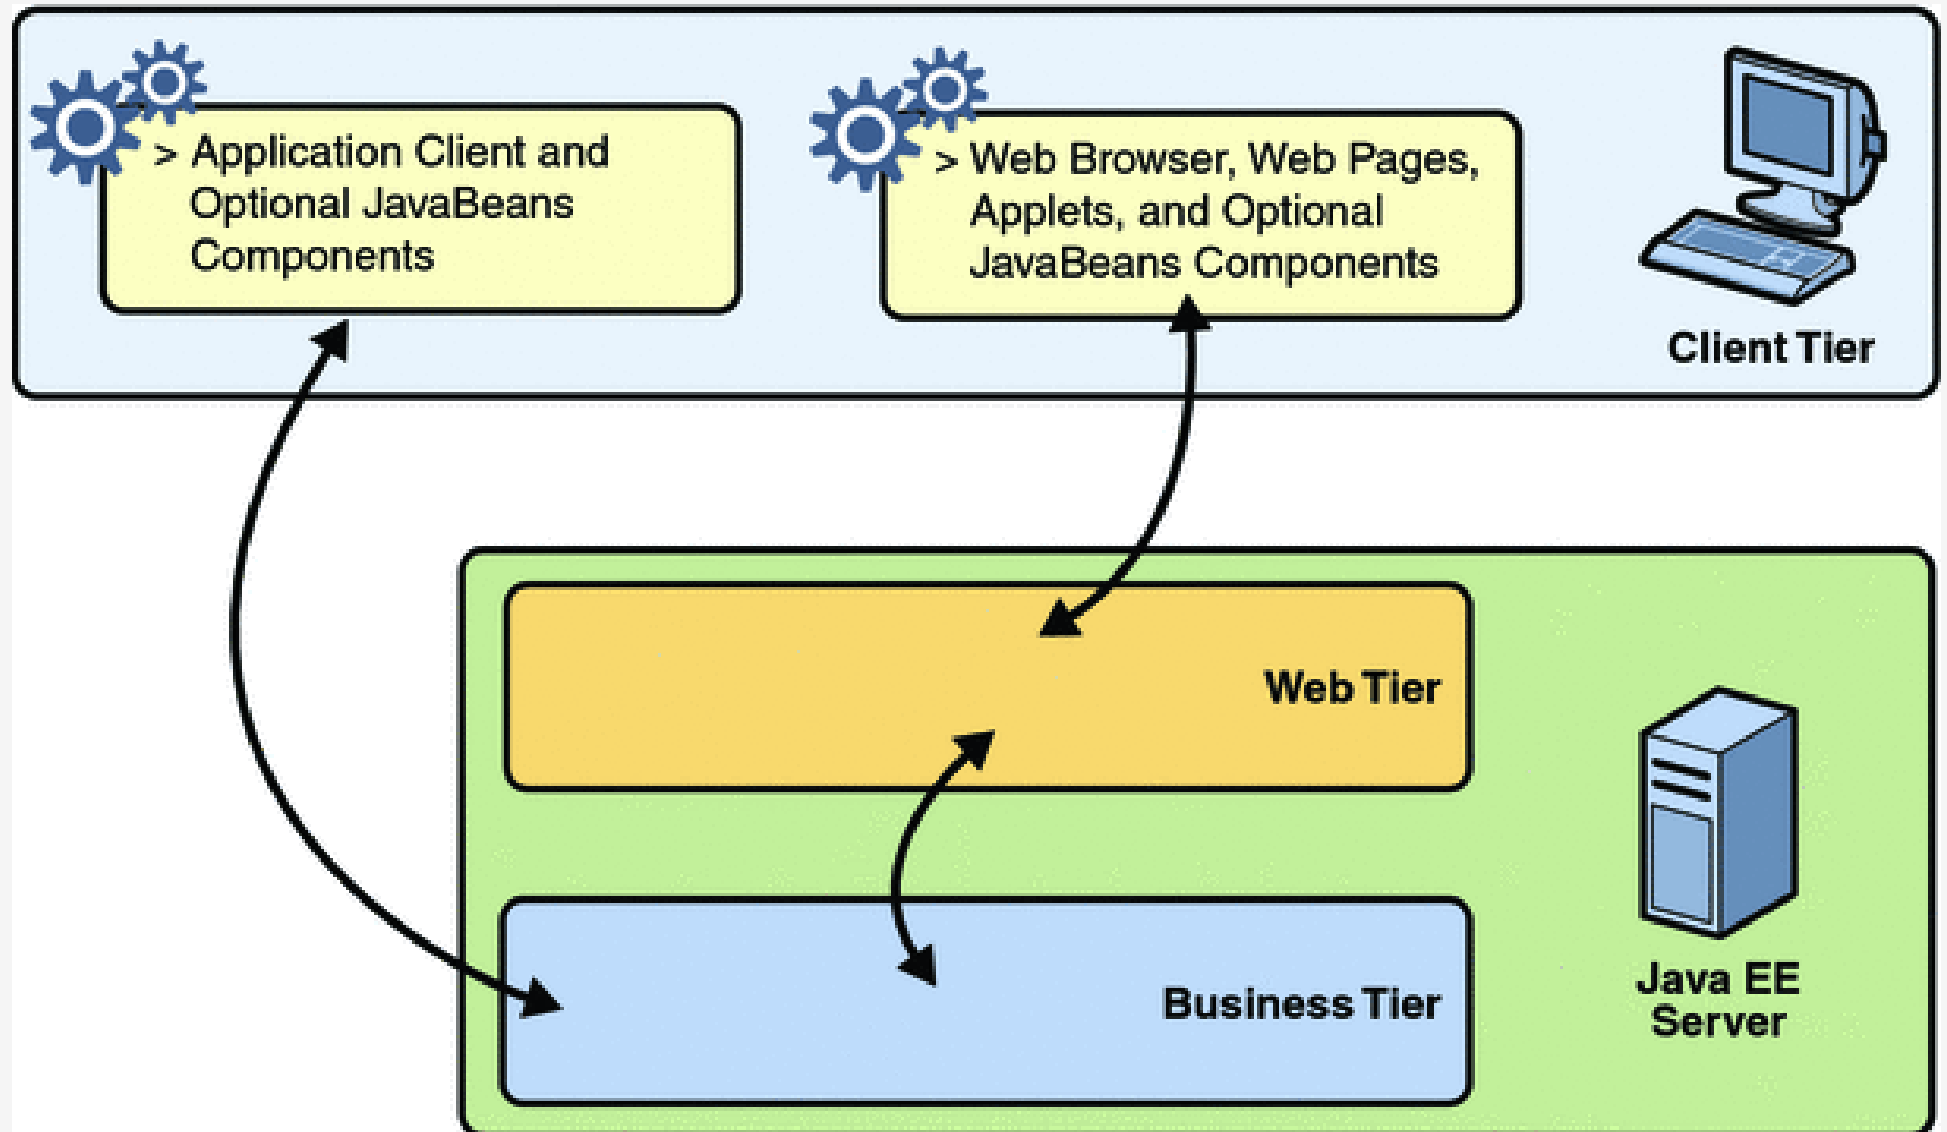 > Application Client and
Optional JavaBeans
Components
> Web Browser, Web Pages,
Applets, and Optional
JavaBeans Components
Client Tier
Web Tier
Business Tier
Java EE
Server